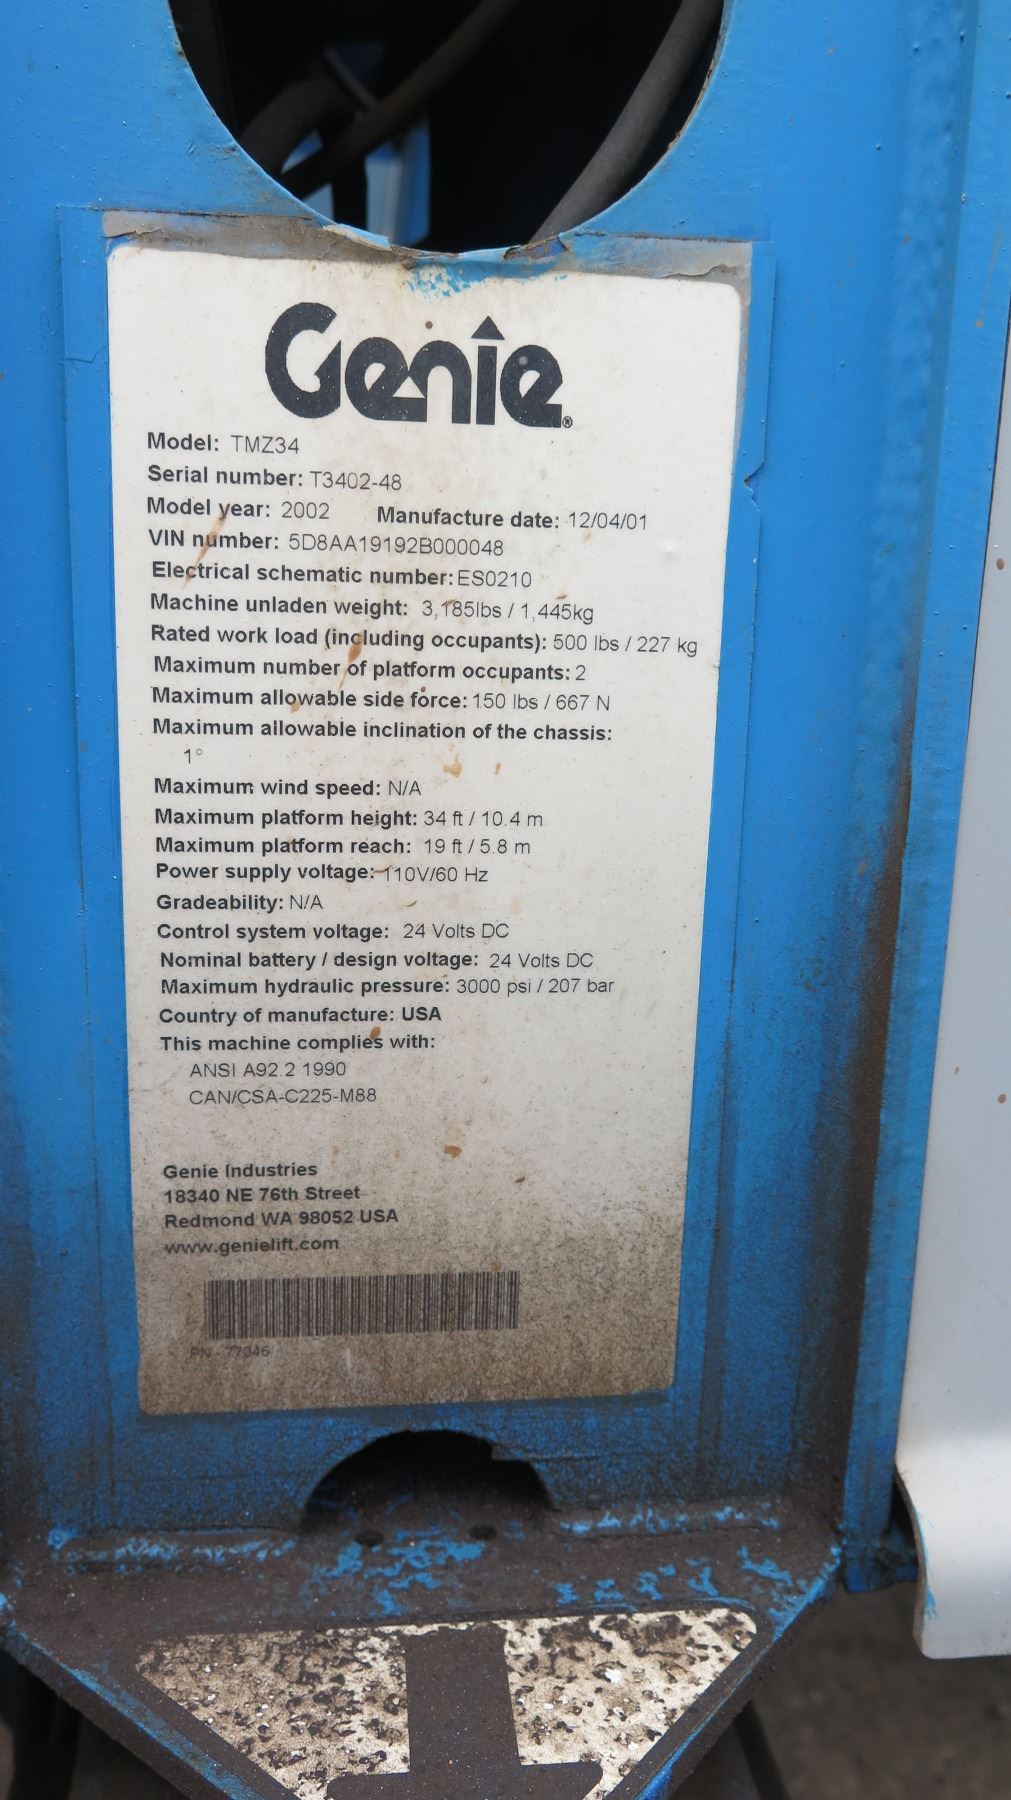 Genie®
Model: TMZ34
Serial number: T3402-48
Model year: 2002 Manufacture date: 12/04/01
VIN number: 5D8AA19192B000048
Electrical schematic number: ES0210
Machine unladen weight: 3,185lbs / 1,445kg
Rated work load (including occupants): 500 lbs / 227 kg
Maximum number of platform occupants: 2
Maximum allowable side force: 150 lbs / 667 N
Maximum allowable inclination of the chassis:
1°
Maximum wind speed: N/A
Maximum platform height: 34 ft / 10.4 m
Maximum platform reach: 19 ft / 5.8 m
Power supply voltage: 110V/60 Hz
Gradeability: N/A
Control system voltage: 24 Volts DC
Nominal battery / design voltage: 24 Volts DC
Maximum hydraulic pressure: 3000 psi / 207 bar
Country of manufacture: USA
This machine complies with:
ANSI A92.2 1990
CAN/CSA-C225-M88
Genie Industries
18340 NE 76th Street
Redmond WA 98052 USA
www.genielift.com
PN - 77046